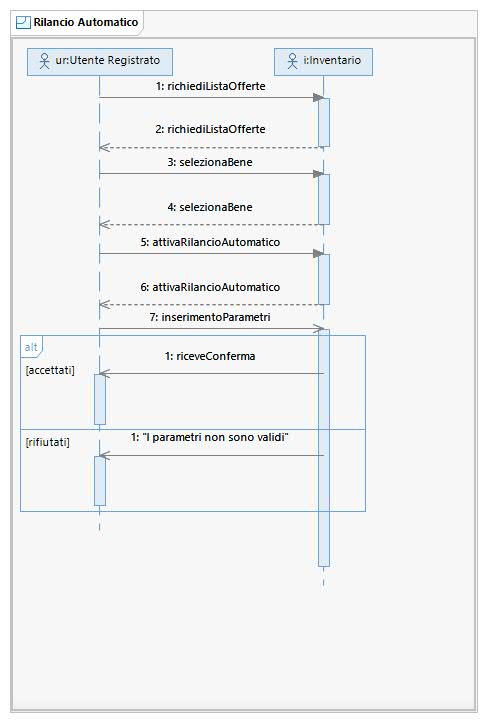 Rilancio Automatico
ur:Utente Registrato
i:Inventario
1: richiediListaOfferte
2: richiediListaOfferte
3: selezionaBene
4: selezionaBene
5: attivaRilancioAutomatico
6: attivaRilancioAutomatico
7: inserimentoParametri
alt
1: riceveConferma
[accettati]
1: "I parametri non sono validi"
[rifiutati]